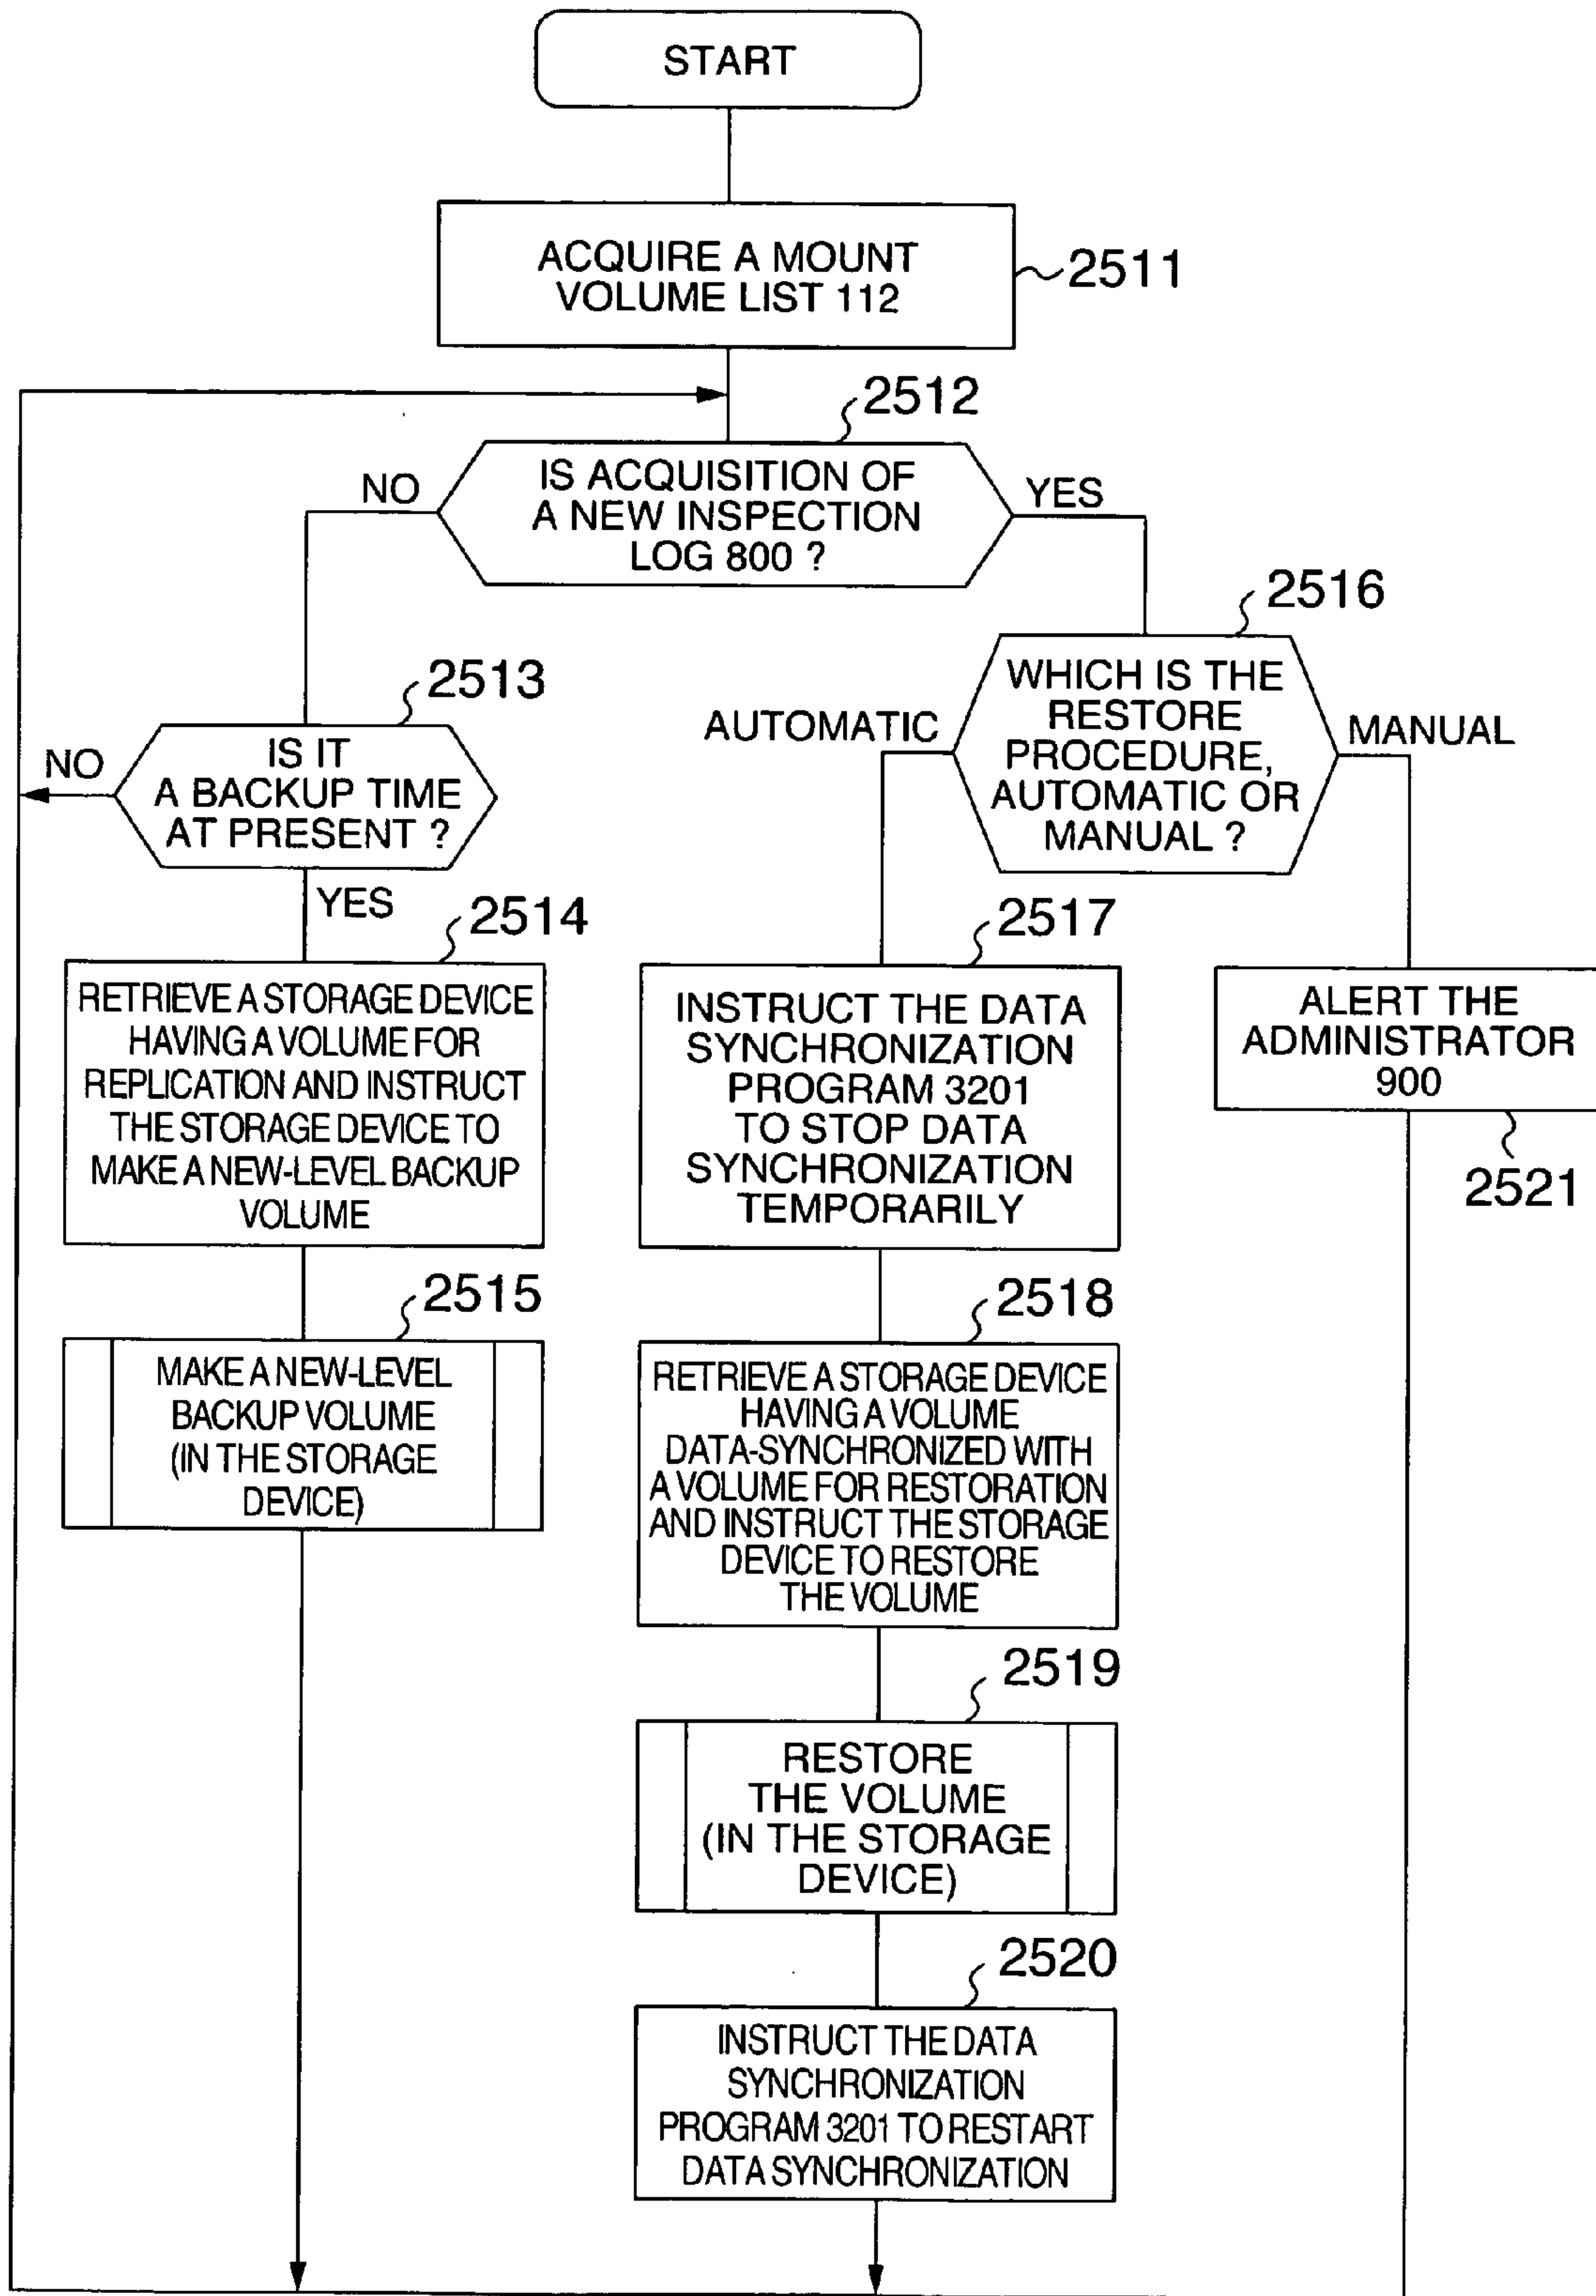 START
ACQUIRE A MOUNT
VOLUME LIST 112
2511
2512
IS ACQUISITION OF
A NEW INSPECTION
LOG 800 ?
NO
YES
2516
WHICH IS THE
RESTORE
PROCEDURE,
AUTOMATIC OR
MANUAL ?
AUTOMATIC
MANUAL
2513
IS IT
A BACKUP TIME
AT PRESENT ?
NO
YES
2514
RETRIEVE A STORAGE DEVICE
HAVING A VOLUME FOR
REPLICATION AND INSTRUCT
THE STORAGE DEVICE TO
MAKE A NEW-LEVEL BACKUP
VOLUME
2517
INSTRUCT THE DATA
SYNCHRONIZATION
PROGRAM 3201
TO STOP DATA
SYNCHRONIZATION
TEMPORARILY
ALERT THE
ADMINISTRATOR
900
2521
2515
MAKE A NEW-LEVEL
BACKUP VOLUME
(IN THE STORAGE
DEVICE)
2518
RETRIEVE A STORAGE DEVICE
HAVING A VOLUME
DATA-SYNCHRONIZED WITH
A VOLUME FOR RESTORATION
AND INSTRUCT THE STORAGE
DEVICE TO RESTORE
THE VOLUME
2519
RESTORE
THE VOLUME
(IN THE STORAGE
DEVICE)
2520
INSTRUCT THE DATA
SYNCHRONIZATION
PROGRAM 3201 TO RESTART
DATA SYNCHRONIZATION